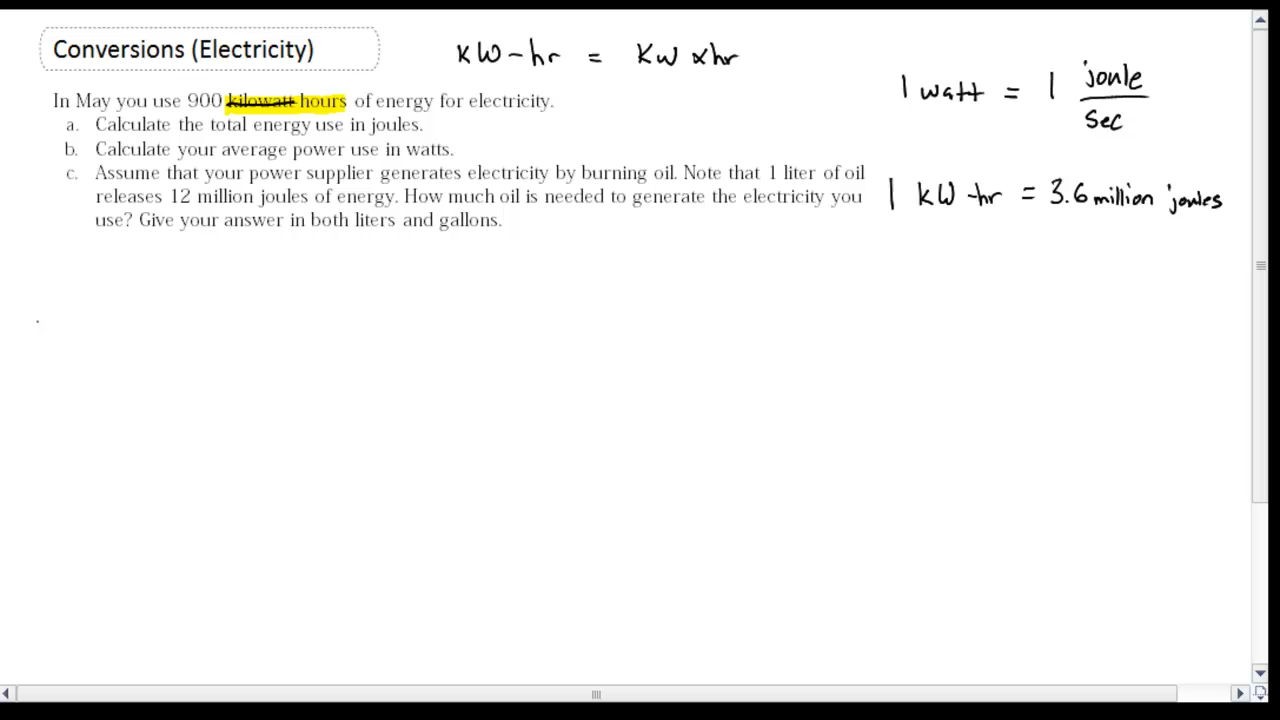 Conversions (Electricity)
kW-hr = kW x hr
1 watt = 1 joule/sec
In May you use 900 kilowatt hours of energy for electricity.
a. Calculate the total energy use in joules.
b. Calculate your average power use in watts.
c. Assume that your power supplier generates electricity by burning oil. Note that 1 liter of oil
releases 12 million joules of energy. How much oil is needed to generate the electricity you
use? Give your answer in both liters and gallons.
1 kW-hr = 3.6 million joules